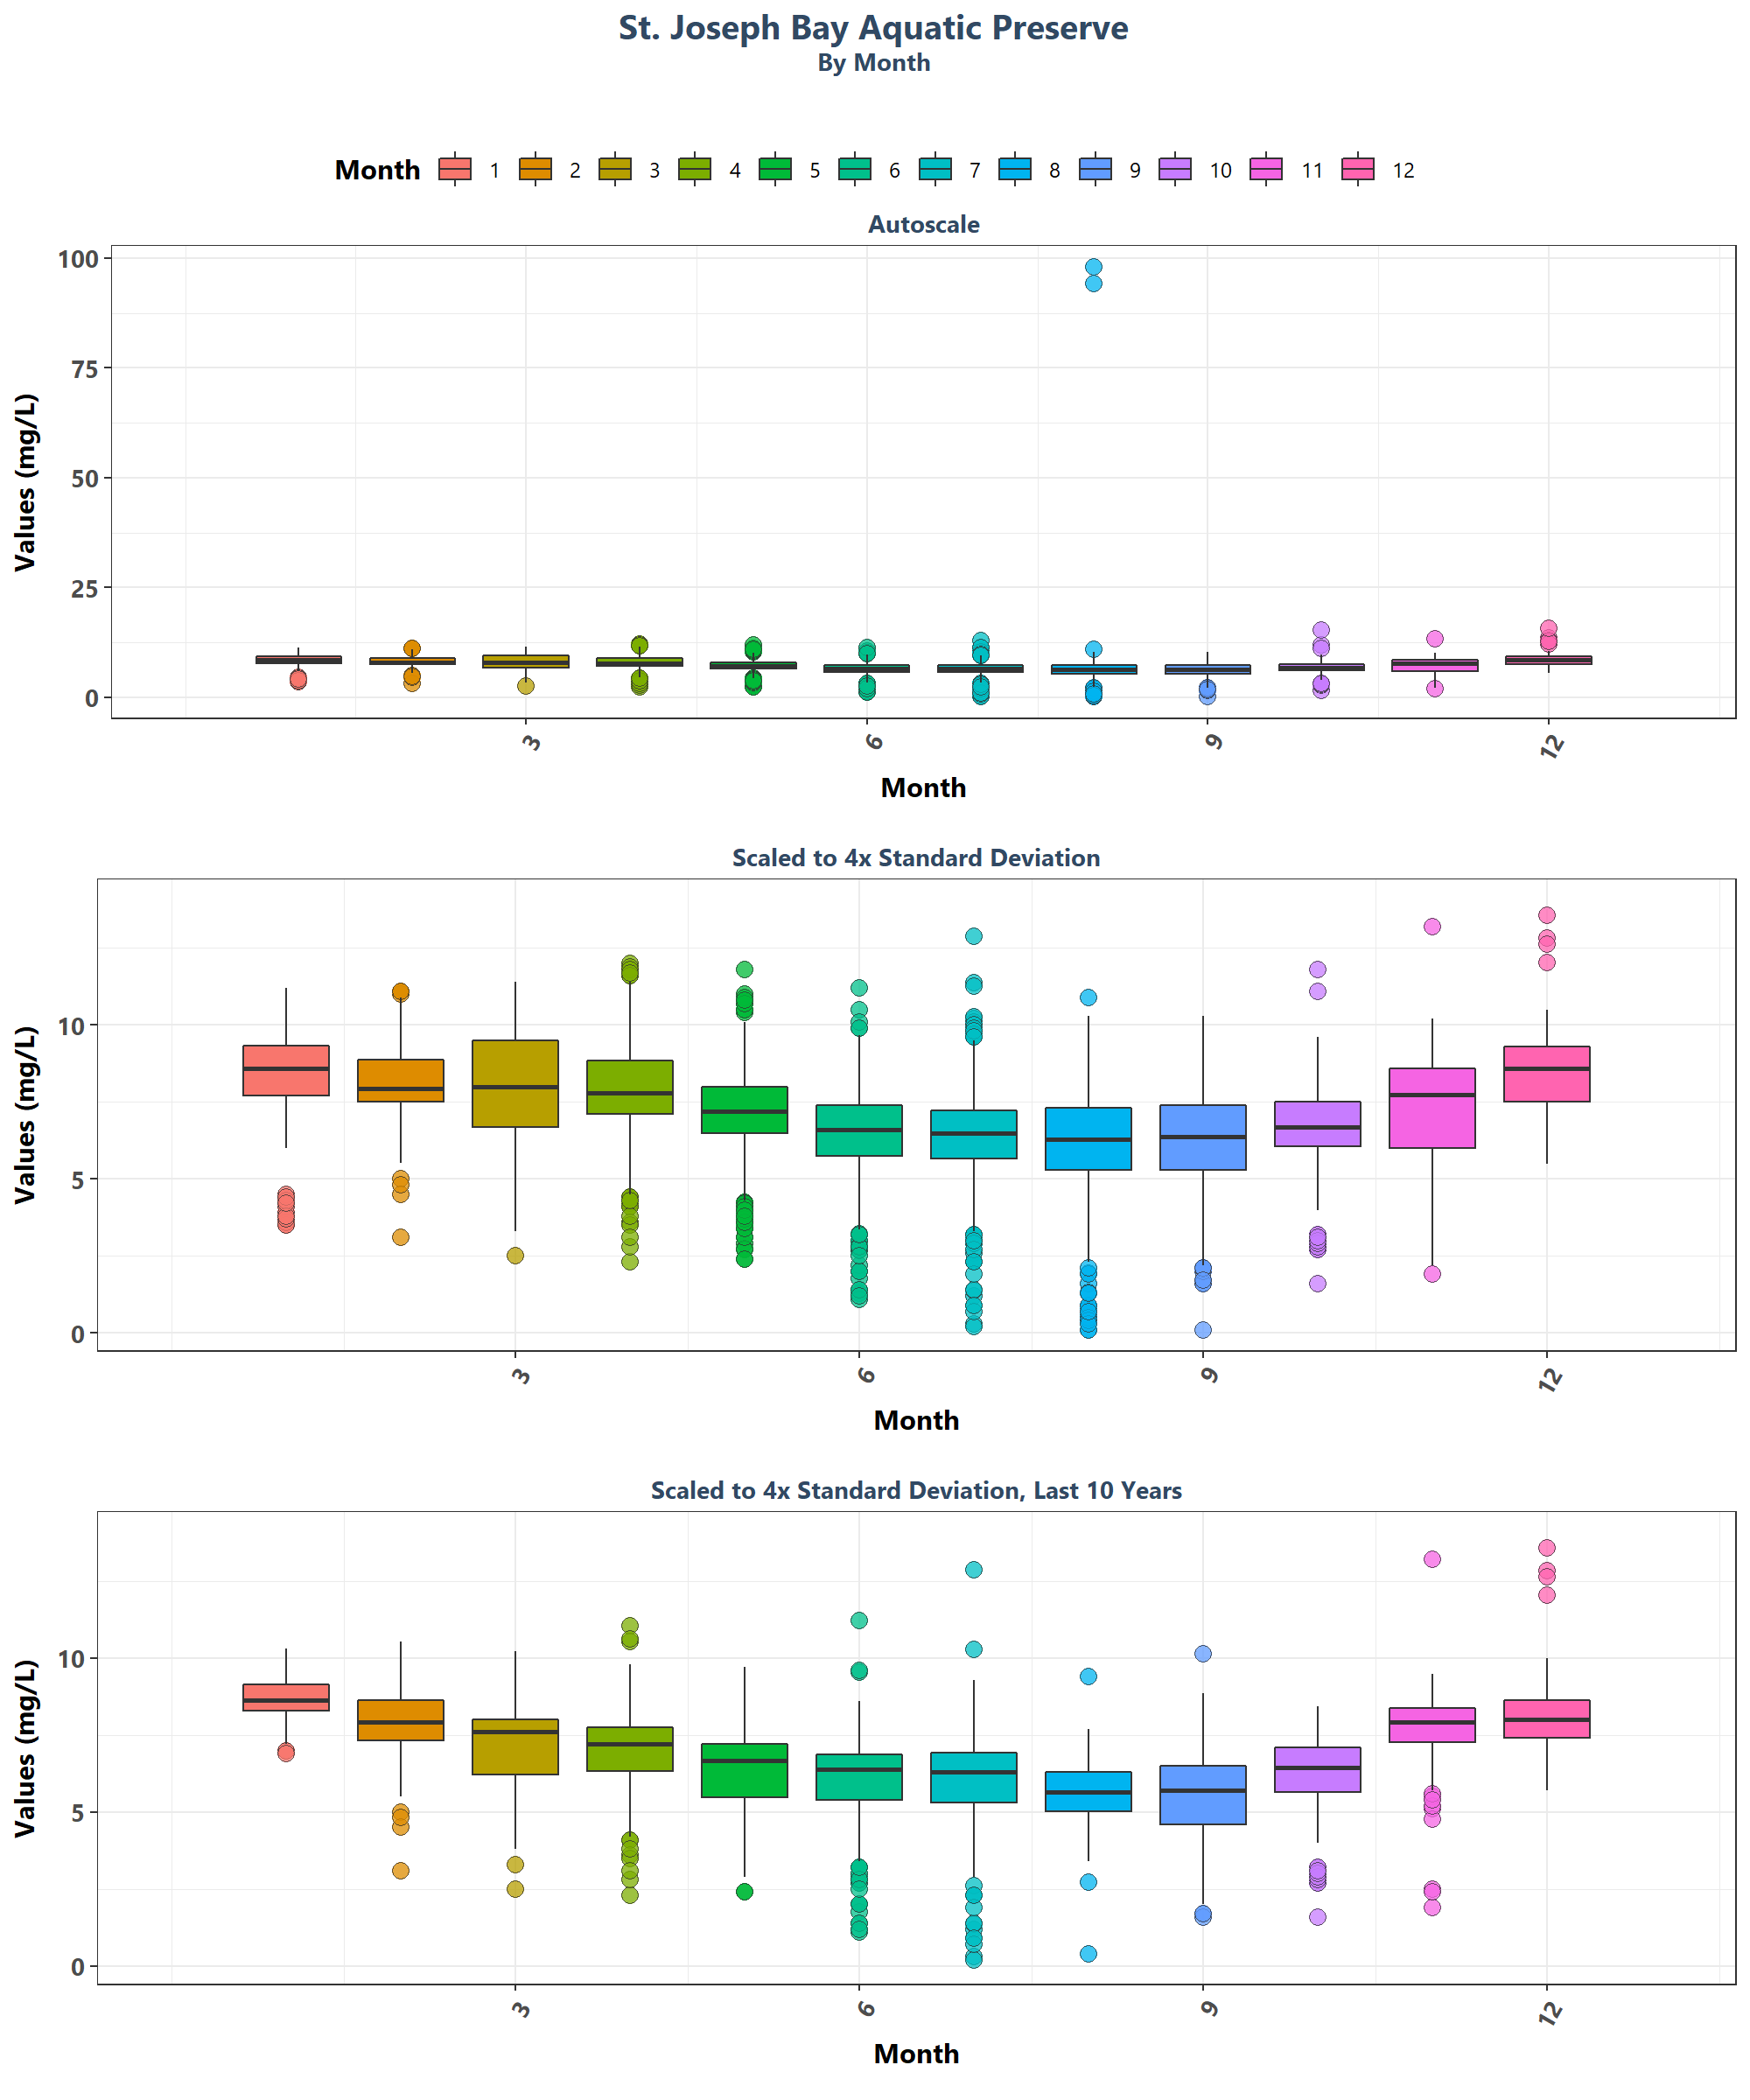 St. Joseph Bay Aquatic Preserve
By Month
Month 1 2 3 4 5 6 7 8 9 10 11 12
Autoscale
Values (mg/L)
100
75
50
25
0
3 6 9 12
Month
Scaled to 4x Standard Deviation
Values (mg/L)
10
5
0
3 6 9 12
Month
Scaled to 4x Standard Deviation, Last 10 Years
Values (mg/L)
10
5
0
3 6 9 12
Month